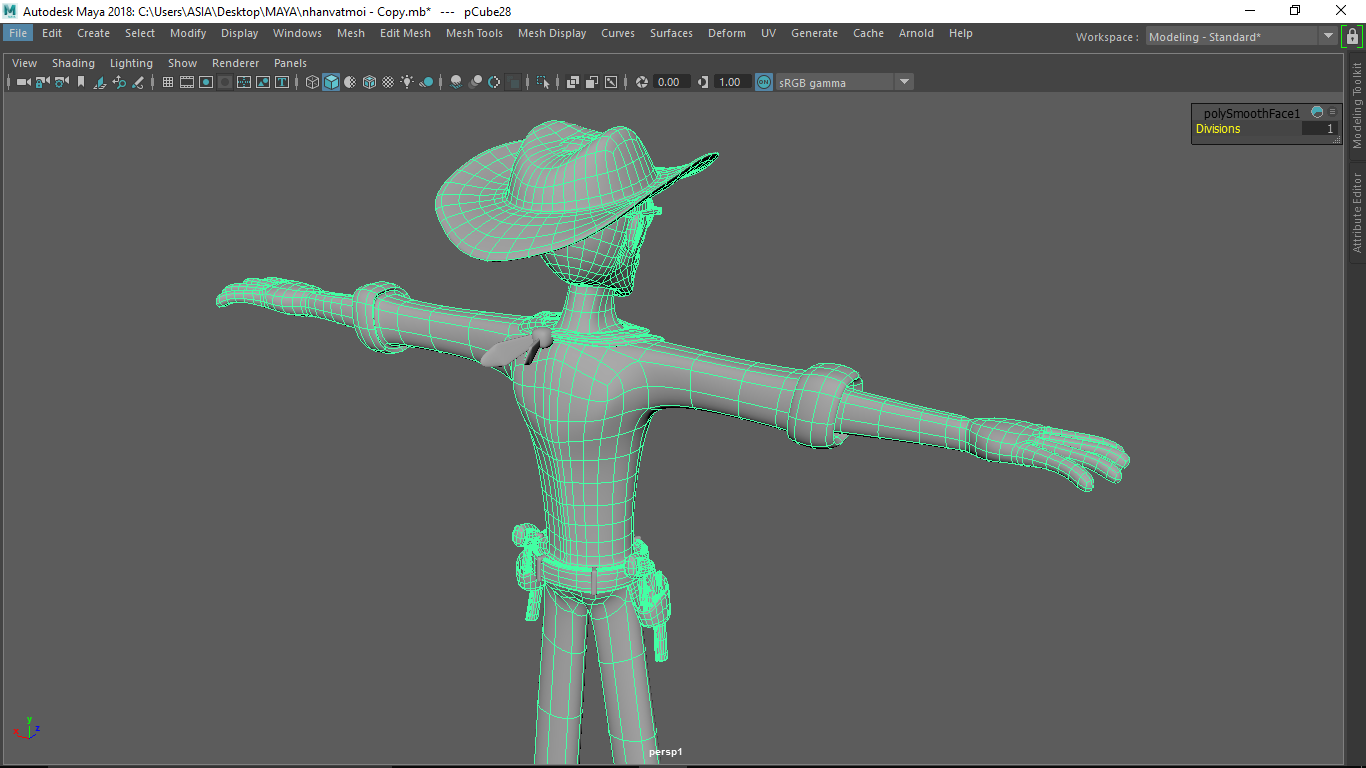 Autodesk Maya 2018: C:\Users\ASIA\Desktop\MAYA\nhanvatmoi - Copy.mb* --- pCube28
File Edit Create Select Modify Display Windows Mesh Edit Mesh Mesh Tools Mesh Display Curves Surfaces Deform UV Generate Cache Arnold Help Workspace : Modeling - Standard*
View Shading Lighting Show Renderer Panels
0.00 1.00 ON sRGB gamma
polySmoothFace1
Divisions 1
Modeling Toolkit
Attribute Editor
y
x z
persp1